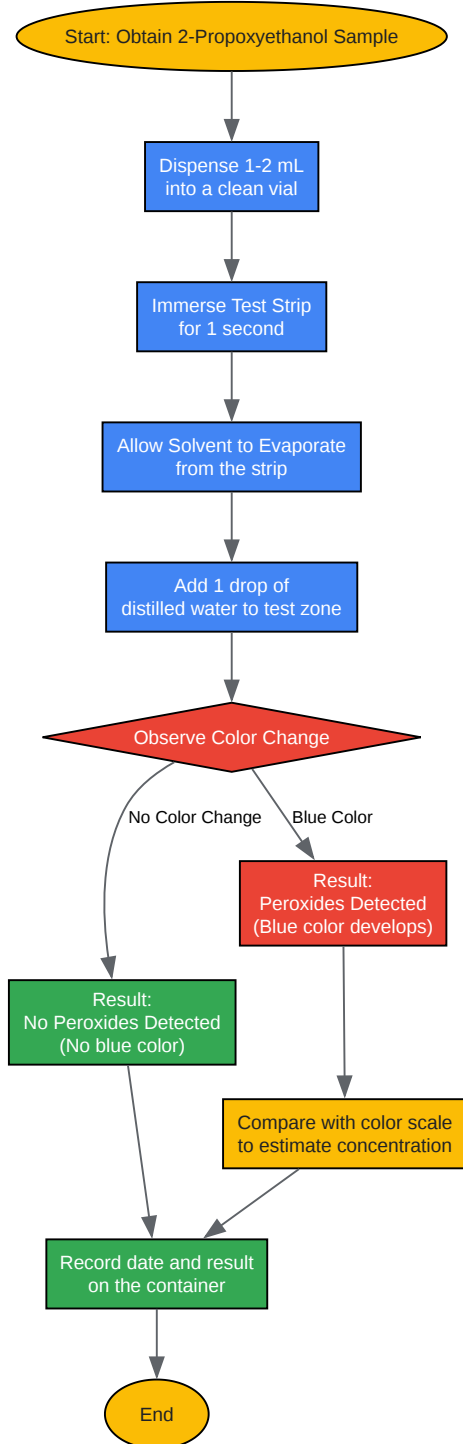 Start: Obtain 2-Propoxyethanol Sample
Dispense 1-2 mL
into a clean vial
Immerse Test Strip
for 1 second
Allow Solvent to Evaporate
from the strip
Add 1 drop of
distilled water to test zone
Observe Color Change
No Color Change
Blue Color
Result:
Peroxides Detected
(Blue color develops)
Result:
No Peroxides Detected
(No blue color)
Compare with color scale
to estimate concentration
Record date and result
on the container
End